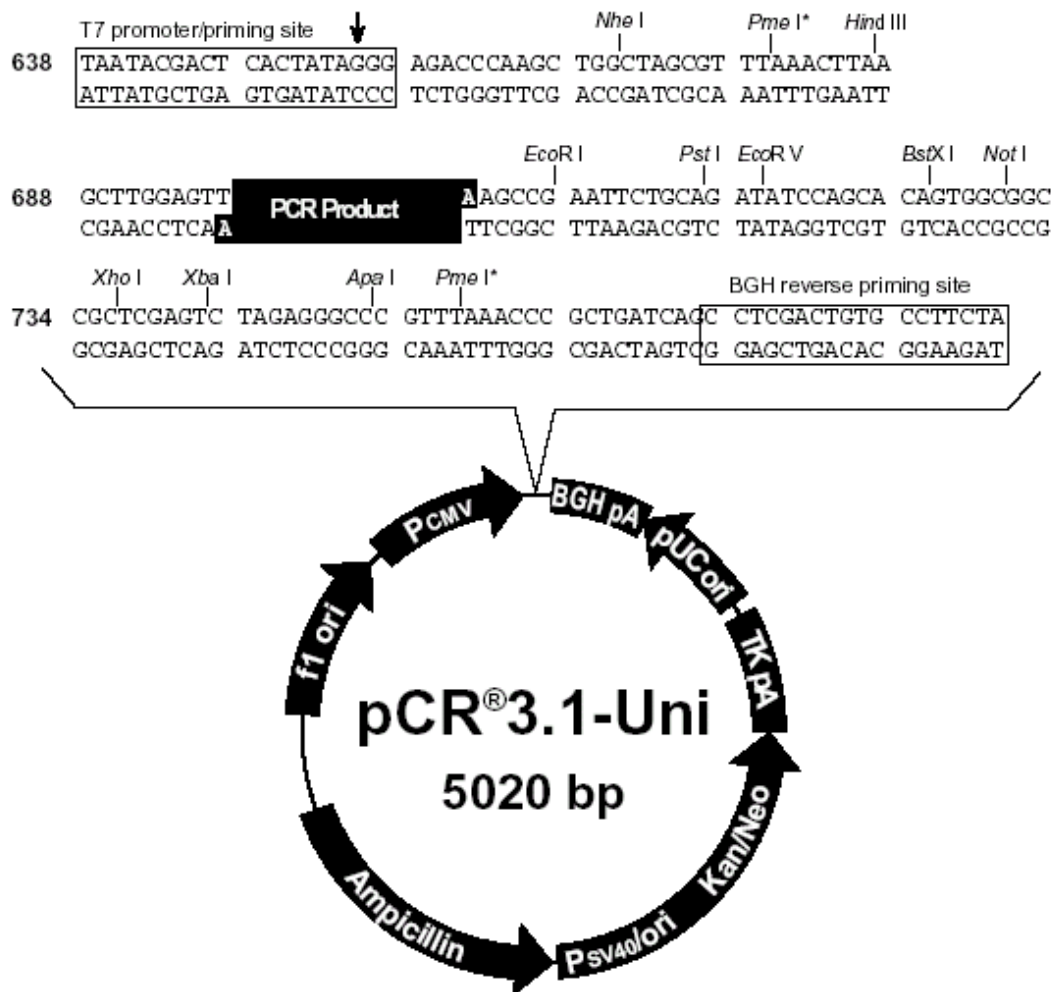 T7 promoter/priming site Nhe I Pme I* Hind III
638 TAATACGACT CACTATAGGG AGACCCAAGC TGGCTAGCGT TTAAACTTAA
ATTATGCTGA GTGATATCCC TCTGGGTTCG ACCGATCGCA AATTTGAATT
EcoR I Pst I EcoR V BstX I Not I
688 GCTTGGAGTT PCR Product A AGCCG AATTCTGCAG ATATCCAGCA CAGTGGCGGC
CGAACCTCAA A TTCGGC TTAAGACGTC TATAGGTCGT GTCACCGCCG
Xho I Xba I Apa I Pme I* BGH reverse priming site
734 CGCTCGAGTC TAGAGGGCCC GTTTAAACCC GCTGATCAGC CTCGACTGTG CCTTCTA
GCGAGCTCAG ATCTCCCGGG CAAATTTGGG CGACTAGTCG GAGCTGACAC GGAAGAT
PCMV
BGH pA
pUC ori
f1 ori
TK pA
pCR®3.1-Uni
5020 bp
Kan/Neo
Ampicillin
PSV40/ori